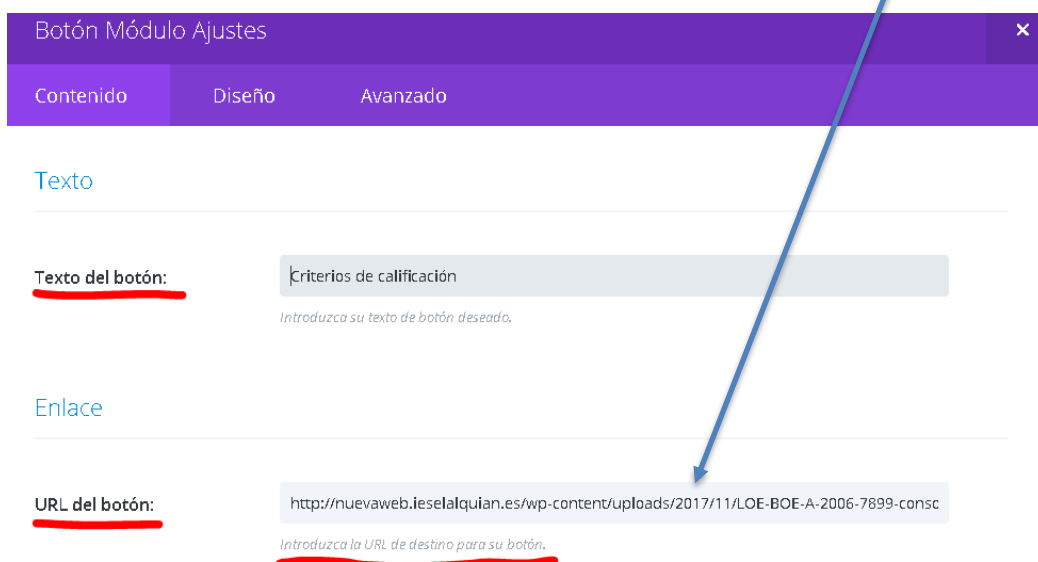 Botón Módulo Ajustes ×
Contenido Diseño Avanzado
Texto
Texto del botón: Criterios de calificación
Introduzca su texto de botón deseado.
Enlace
URL del botón: http://nuevaweb.ieselalquian.es/wp-content/uploads/2017/11/LOE-BOE-A-2006-7899-consc
Introduzca la URL de destino para su botón.